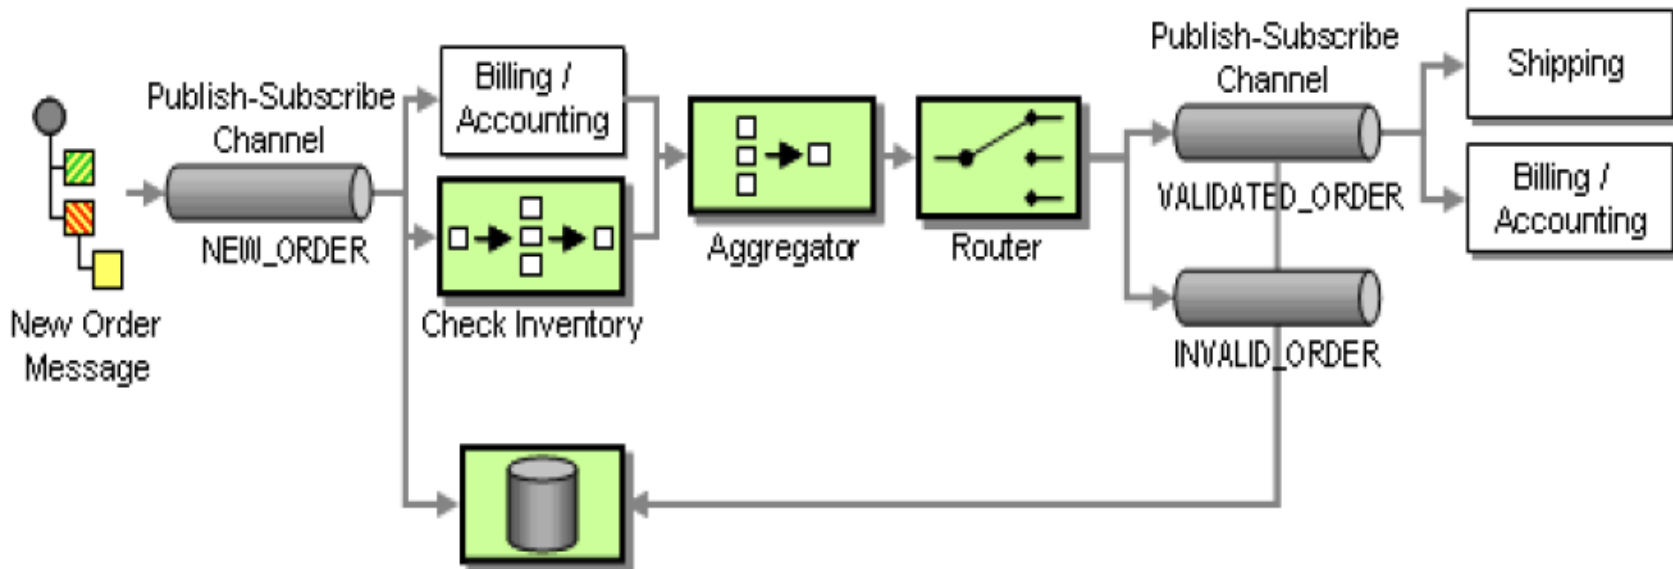 New Order
Message
Publish-Subscribe
Channel
NEW_ORDER
Billing /
Accounting
Check Inventory
Aggregator
Router
Publish-Subscribe
Channel
VALIDATED_ORDER
INVALID_ORDER
Shipping
Billing /
Accounting